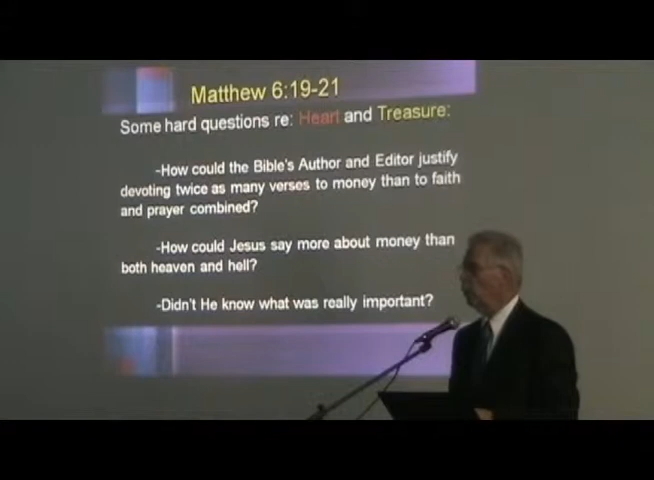 Matthew 6:19-21
Some hard questions re: Heart and Treasure:
-How could the Bible's Author and Editor justify
devoting twice as many verses to money than to faith
and prayer combined?
-How could Jesus say more about money than
both heaven and hell?
-Didn't He know what was really important?